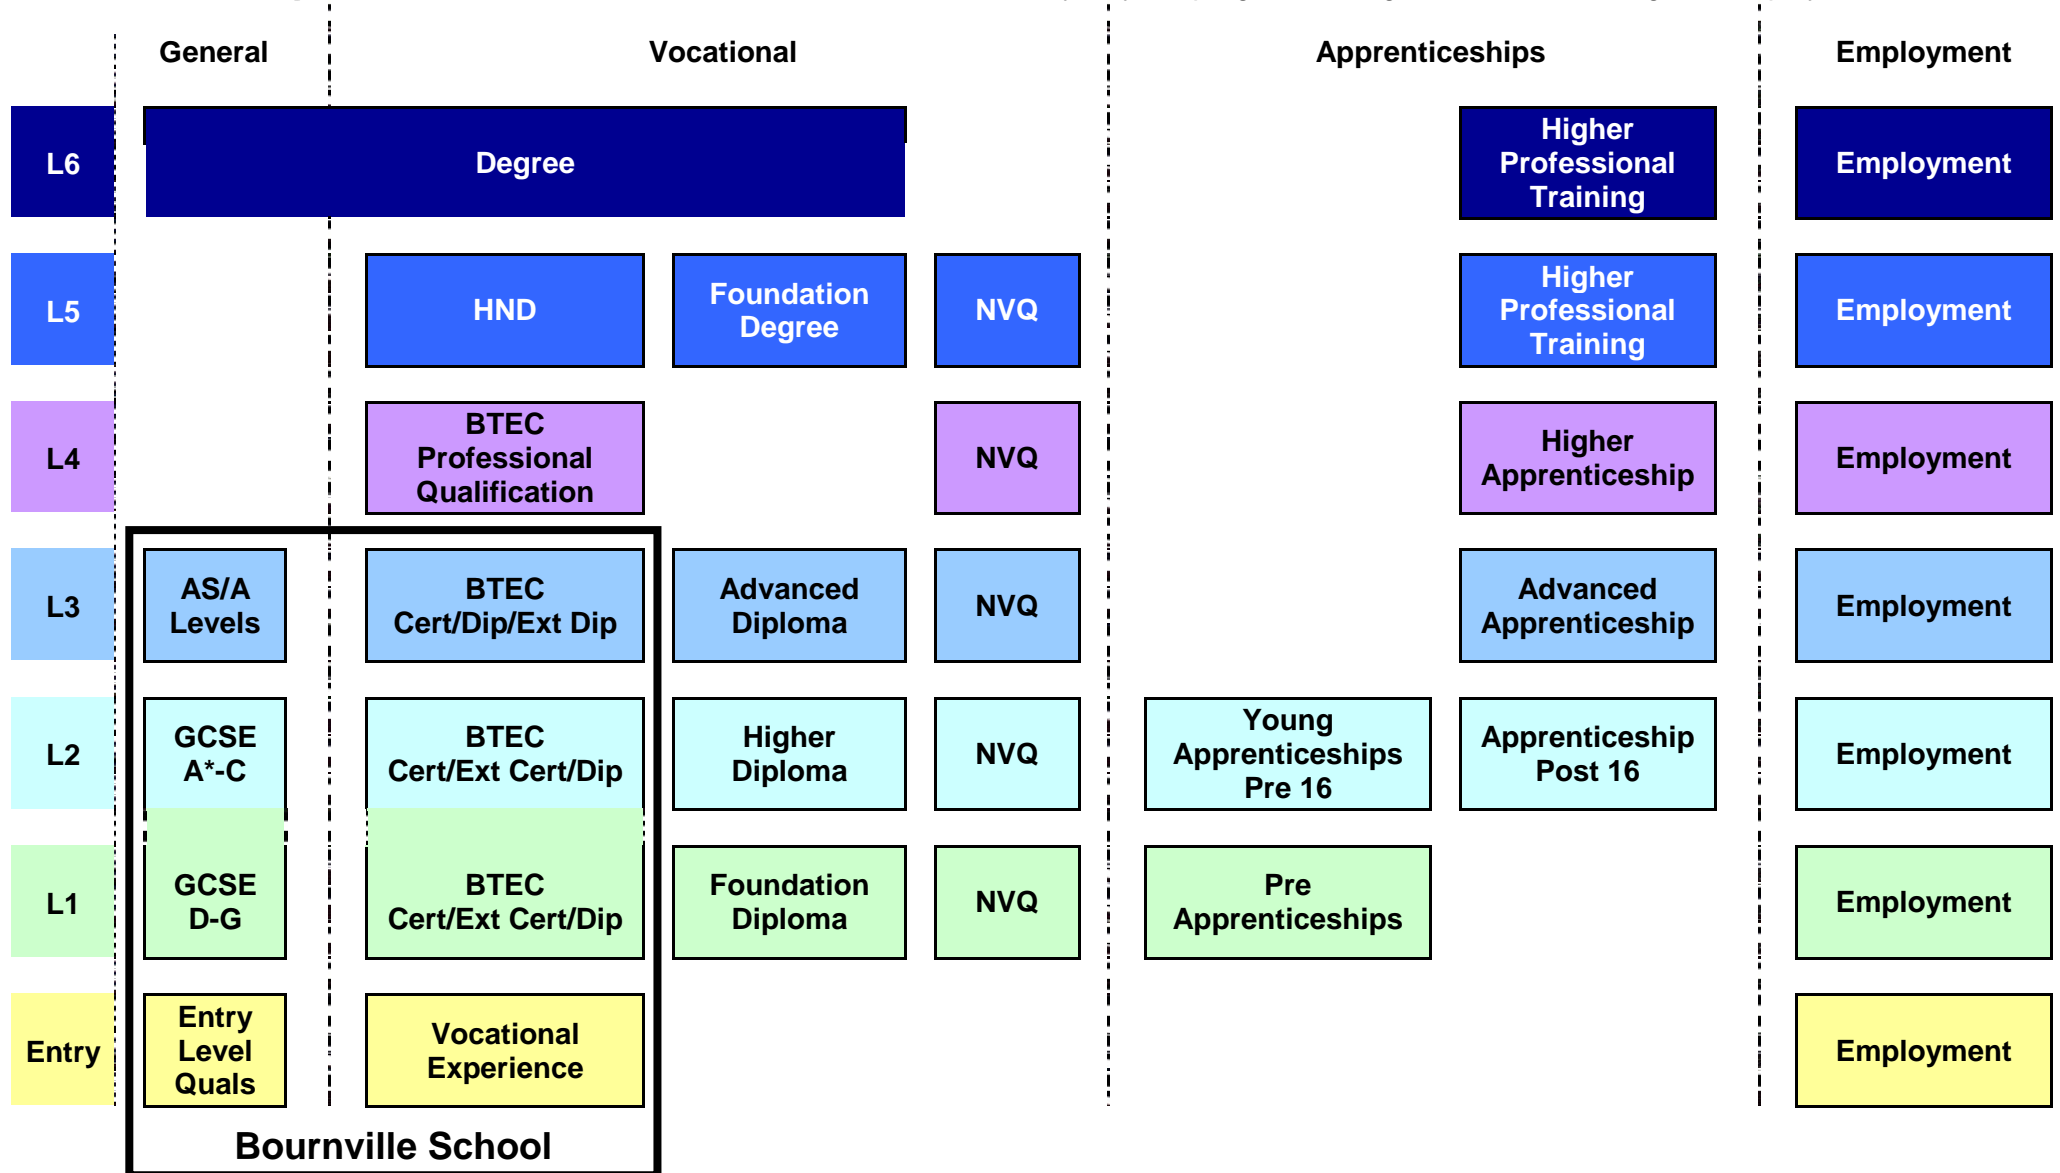 General
Vocational
Apprenticeships
Employment
L6
Degree
Higher
Professional
Training
Employment
L5
HND
Foundation
Degree
NVQ
Higher
Professional
Training
Employment
L4
BTEC
Professional
Qualification
NVQ
Higher
Apprenticeship
Employment
L3
AS/A
Levels
BTEC
Cert/Dip/Ext Dip
Advanced
Diploma
NVQ
Advanced
Apprenticeship
Employment
L2
GCSE
A*-C
BTEC
Cert/Ext Cert/Dip
Higher
Diploma
NVQ
Young
Apprenticeships
Pre 16
Apprenticeship
Post 16
Employment
L1
GCSE
D-G
BTEC
Cert/Ext Cert/Dip
Foundation
Diploma
NVQ
Pre
Apprenticeships
Employment
Entry
Entry
Level
Quals
Vocational
Experience
Employment
Bournville School